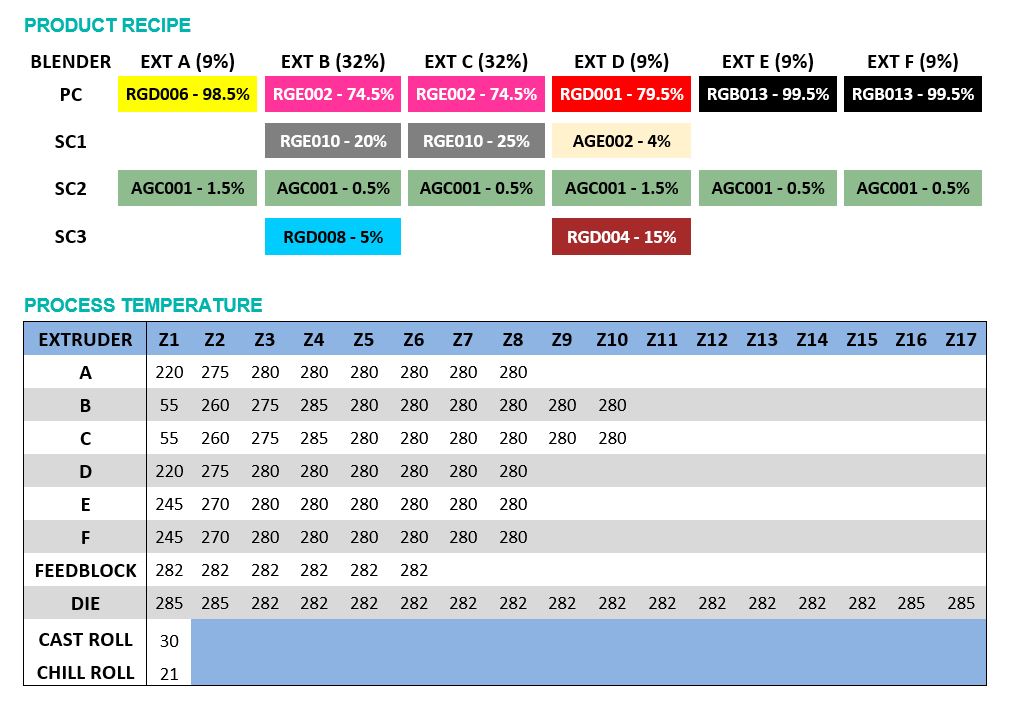 PRODUCT RECIPE
BLENDER EXT A (9%) EXT B (32%) EXT C (32%) EXT D (9%) EXT E (9%) EXT F (9%)
PC RGD006 - 98.5% RGE002 - 74.5% RGE002 - 74.5% RGD001 - 79.5% RGB013 - 99.5% RGB013 - 99.5%
SC1 RGE010 - 20% RGE010 - 25% AGE002 - 4%
SC2 AGC001 - 1.5% AGC001 - 0.5% AGC001 - 0.5% AGC001 - 1.5% AGC001 - 0.5% AGC001 - 0.5%
SC3 RGD008 - 5% RGD004 - 15%
PROCESS TEMPERATURE
EXTRUDER Z1 Z2 Z3 Z4 Z5 Z6 Z7 Z8 Z9 Z10 Z11 Z12 Z13 Z14 Z15 Z16 Z17
A 220 275 280 280 280 280 280 280
B 55 260 275 285 280 280 280 280 280 280
C 55 260 275 285 280 280 280 280 280 280
D 220 275 280 280 280 280 280 280
E 245 270 280 280 280 280 280 280
F 245 270 280 280 280 280 280 280
FEEDBLOCK 282 282 282 282 282 282
DIE 285 285 282 282 282 282 282 282 282 282 282 282 282 282 282 285 285
CAST ROLL 30
CHILL ROLL 21